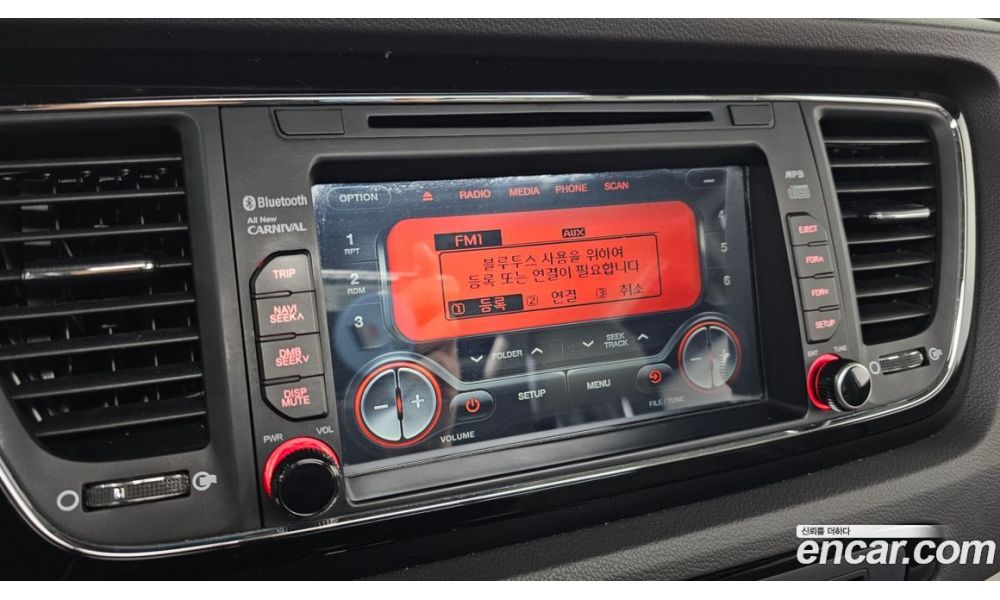 Bluetooth
All New
CARNIVAL
TRIP
NAVI
SEEK∧
DMB
SEEK∨
DISP
MUTE
PWR
VOL
OPTION
RADIO
MEDIA
PHONE
SCAN
1
RPT
2
RDM
3
FM1
AUX
블루투스 사용을 위하여
등록 또는 연결이 필요합니다
① 등록 ② 연결 ③ 취소
5
6
FOLDER
SEEK
TRACK
SETUP
MENU
VOLUME
FILE / TUNE
MP3
EJECT
FDR∧
FDR∨
SETUP
ENT
TUNE
신뢰를 더하다
encar.com